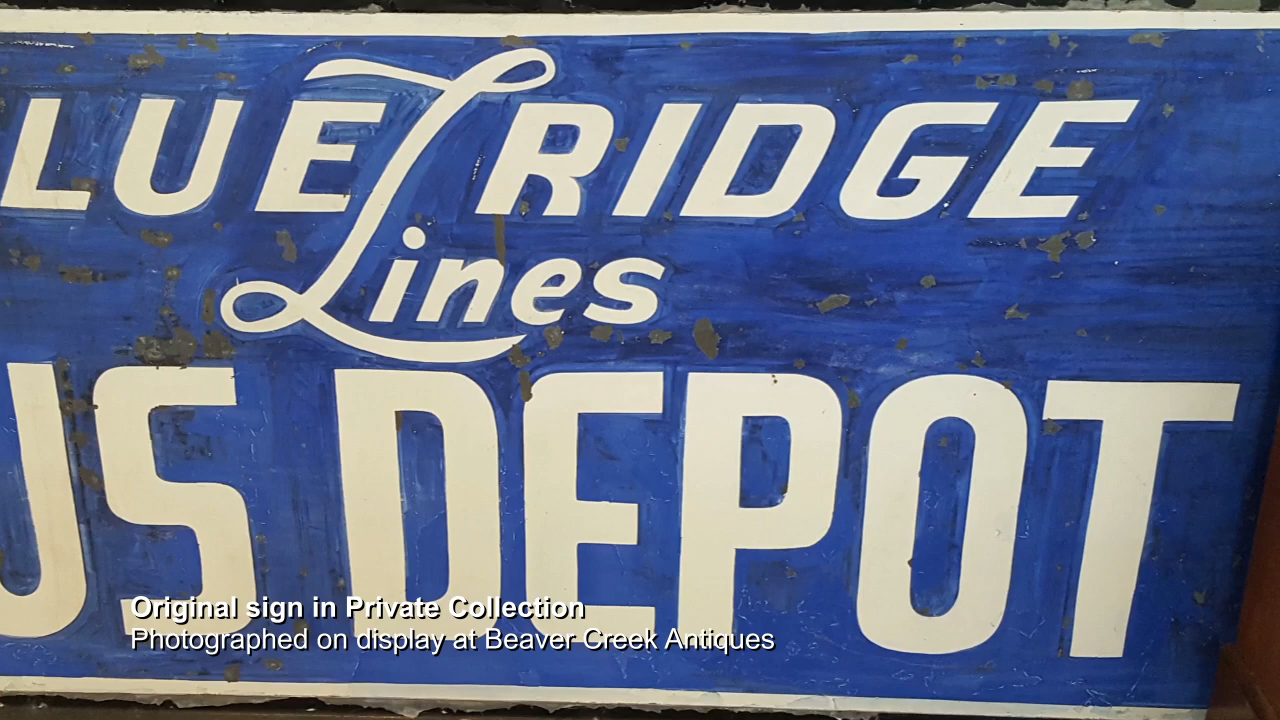 LUE RIDGE
Lines
US DEPOT
Original sign in Private Collection
Photographed on display at Beaver Creek Antiques